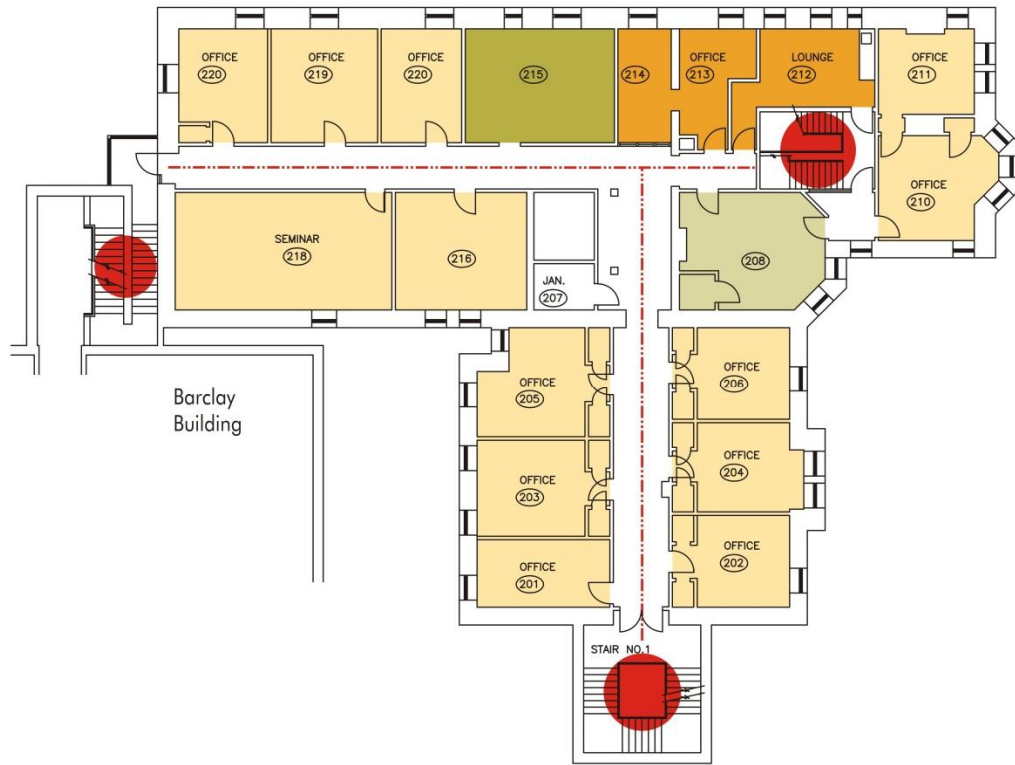 OFFICE
220
OFFICE
219
OFFICE
220
215
214
OFFICE
213
LOUNGE
212
OFFICE
211
OFFICE
210
SEMINAR
218
216
JAN.
207
208
OFFICE
205
OFFICE
206
OFFICE
203
OFFICE
204
OFFICE
201
OFFICE
202
Barclay
Building
STAIR NO.1